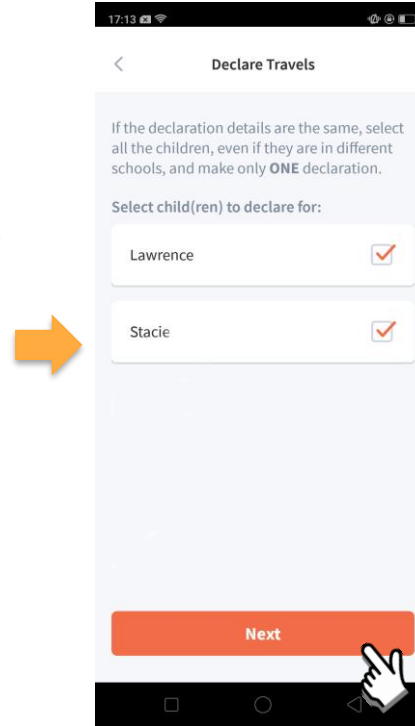 17:13
Declare Travels
If the declaration details are the same, select
all the children, even if they are in different
schools, and make only ONE declaration.
Select child(ren) to declare for:
Lawrence
Stacie
Next